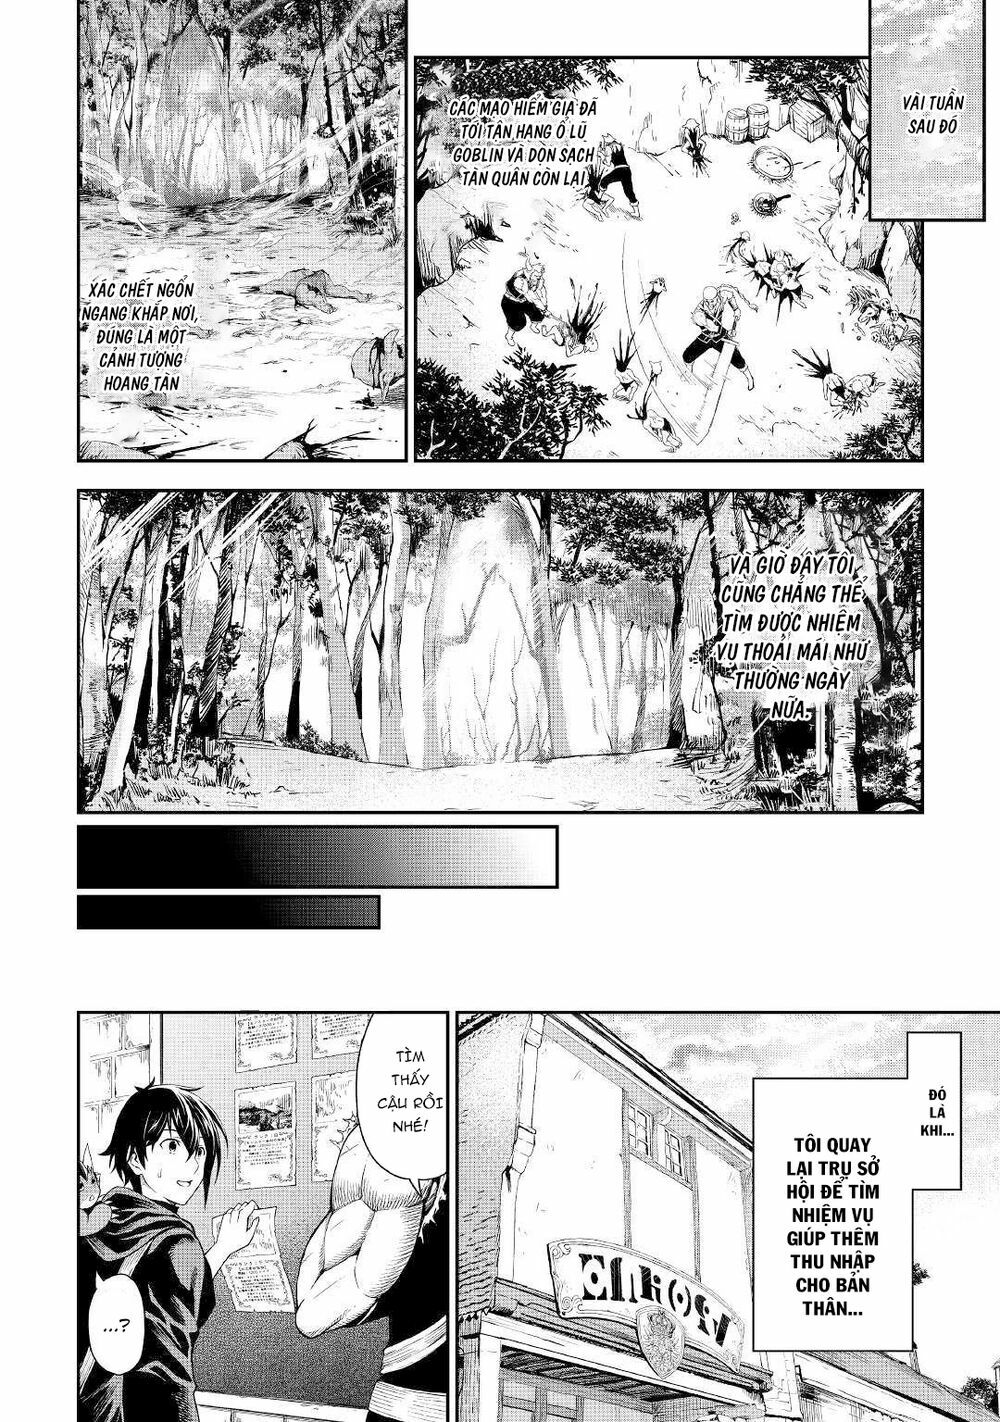 VÀI TUẦN
SAU ĐÓ
CÁC MẠO HIỂM GIA ĐÃ
TỚI TẬN HANG Ổ LŨ
GOBLIN VÀ DỌN SẠCH
TÀN QUÂN CÒN LẠI
XÁC CHẾT NGỔN
NGANG KHẮP NƠI,
ĐÚNG LÀ MỘT
CẢNH TƯỢNG
HOANG TÀN
VÀ GIỜ ĐÂY TÔI
CŨNG CHẲNG THỂ
TÌM ĐƯỢC NHIỆM
VỤ THOẢI MÁI NHƯ
THƯỜNG NGÀY
NỮA.
ĐÓ
LÀ
KHI...
TÔI QUAY
LẠI TRỤ SỞ
HỘI ĐỂ TÌM
NHIỆM VỤ
GIÚP THÊM
THU NHẬP
CHO BẢN
THÂN...
TÌM
THẤY
CẬU RỒI
NHÉ!
...?